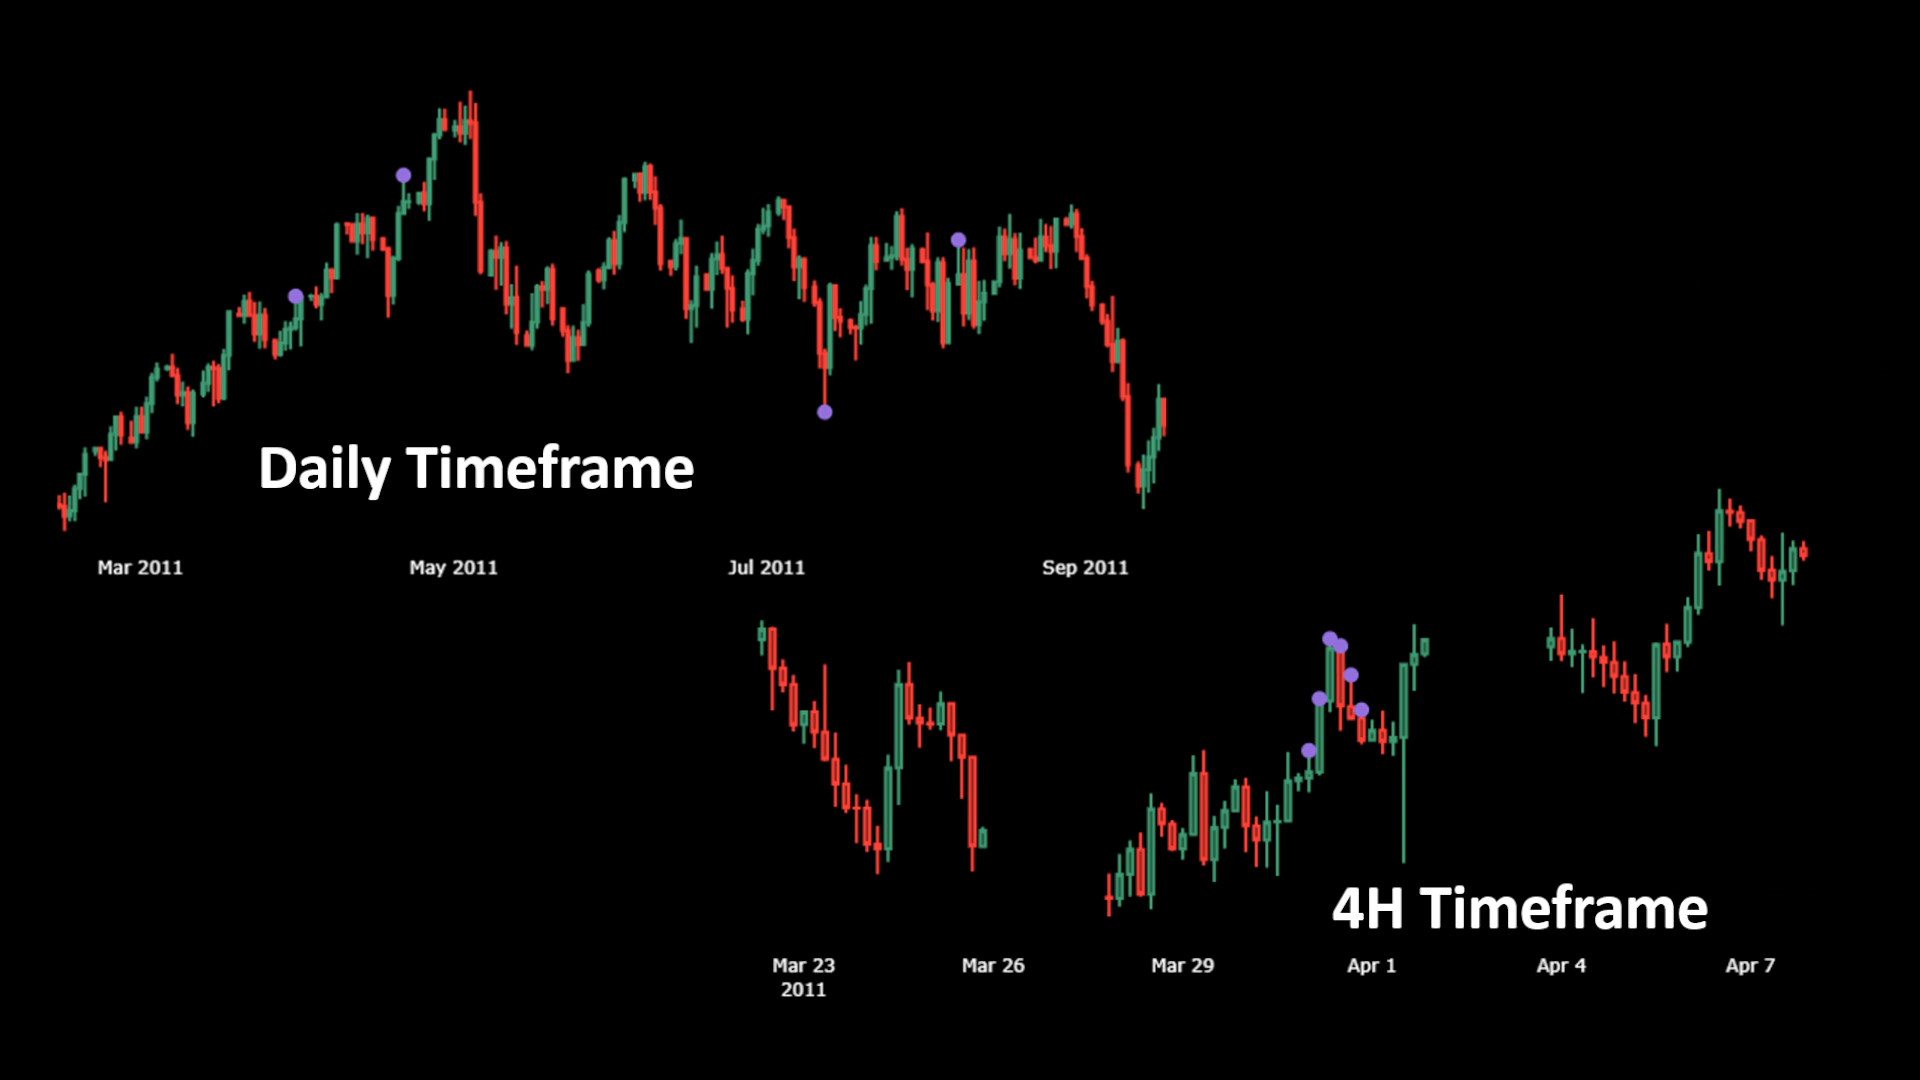 Daily Timeframe
Mar 2011
May 2011
Jul 2011
Sep 2011
4H Timeframe
Mar 23
2011
Mar 26
Mar 29
Apr 1
Apr 4
Apr 7